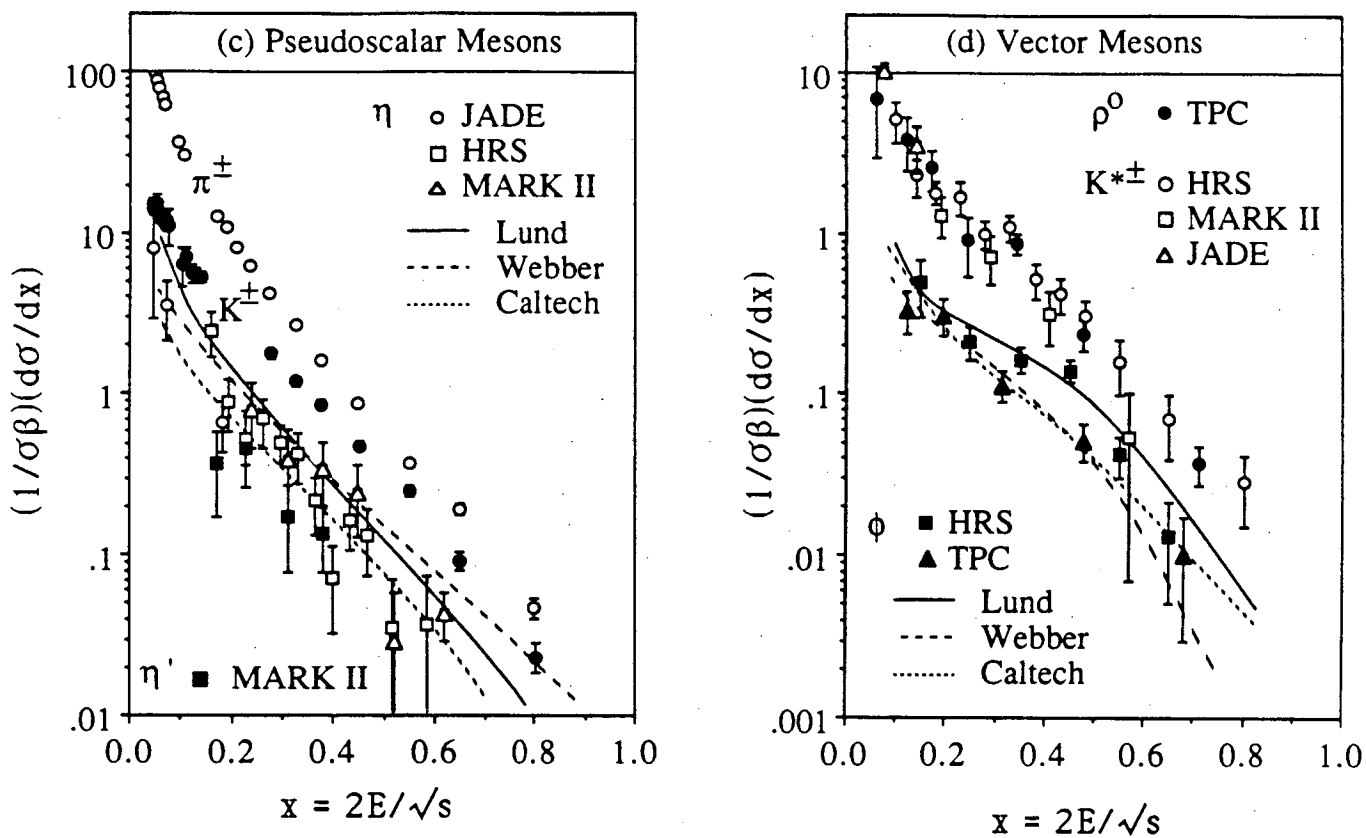 (c) Pseudoscalar Mesons
100
10
1
.1
.01
(1/σβ)(dσ/dx)
η ○ JADE
□ HRS
△ MARK II
Lund
Webber
Caltech
π±
K±
η' ■ MARK II
0.0 0.2 0.4 0.6 0.8 1.0
x = 2E/√s
(d) Vector Mesons
10
1
0.1
.01
.001
(1/σβ)(dσ/dx)
ρ⁰ ● TPC
K*± ○ HRS
□ MARK II
△ JADE
ϕ ■ HRS
▲ TPC
Lund
Webber
Caltech
0.0 0.2 0.4 0.6 0.8 1.0
x = 2E/√s